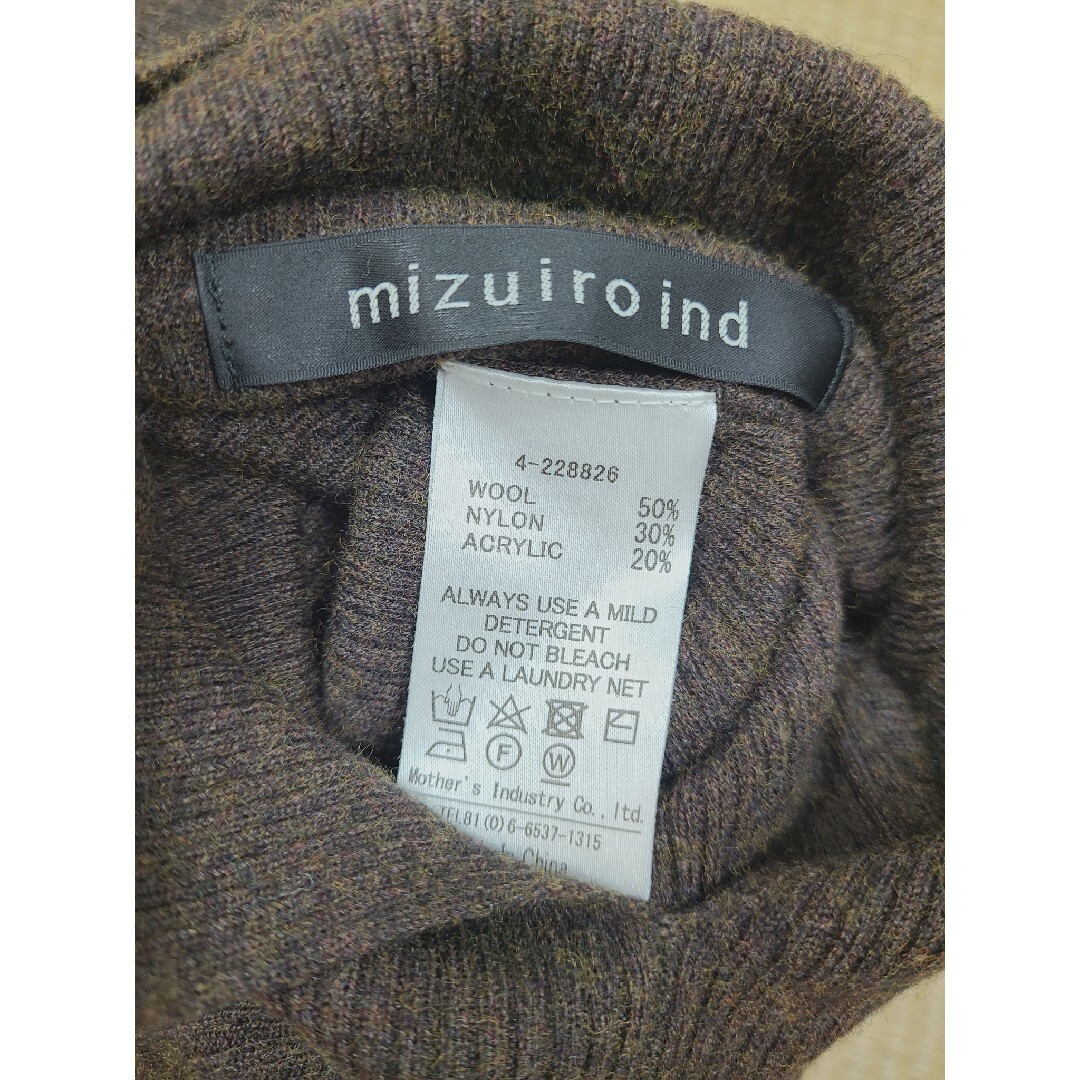 mizuiro ind
4-228826
WOOL 50%
NYLON 30%
ACRYLIC 20%
ALWAYS USE A MILD
DETERGENT
DO NOT BLEACH
USE A LAUNDRY NET
F W
Mother's Industry Co., ltd.
TEL81(0)6-6537-1315
China